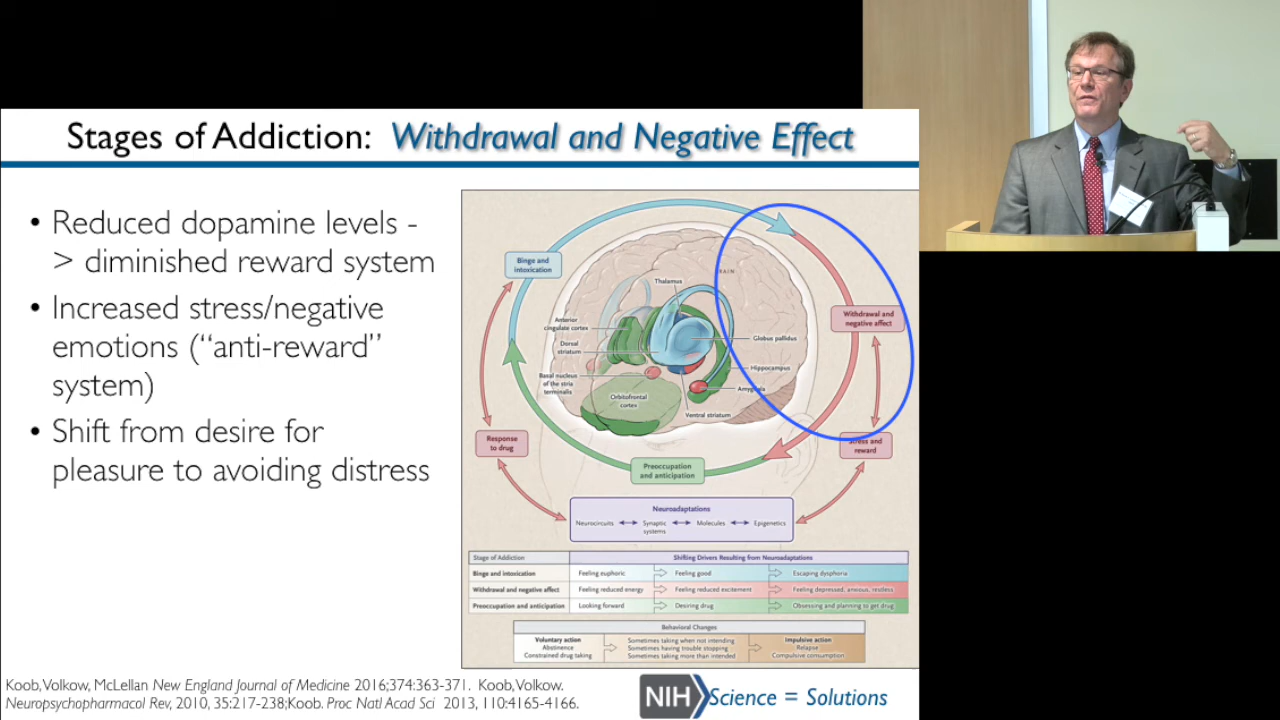 Stages of Addiction: Withdrawal and Negative Effect
• Reduced dopamine levels -
> diminished reward system
• Increased stress/negative
emotions (“anti-reward”
system)
• Shift from desire for
pleasure to avoiding distress
Binge and
intoxication
Thalamus
Anterior
cingulate cortex
Dorsal
striatum
Basal nucleus
of the stria
terminalis
Orbitofrontal
cortex
Globus pallidus
Hippocampus
Amygdala
Ventral striatum
Withdrawal and
negative affect
Response
to drug
Stress and
reward
Preoccupation
and anticipation
Neuroadaptations
Neurocircuits
Synaptic
systems
Molecules
Epigenetics
Stage of Addiction
Shifting Drivers Resulting from Neuroadaptations
Binge and intoxication Feeling euphoric Feeling good Escaping dysphoria
Withdrawal and negative affect Feeling reduced energy Feeling reduced excitement Feeling depressed, anxious, restless
Preoccupation and anticipation Looking forward Desiring drug Obsessing and planning to get drug
Behavioral Changes
Voluntary action
Abstinence
Constrained drug taking
Sometimes taking when not intending
Sometimes having trouble stopping
Sometimes taking more than intended
Impulsive action
Relapse
Compulsive consumption
Koob, Volkow, McLellan New England Journal of Medicine 2016;374:363-371. Koob, Volkow.
Neuropsychopharmacol Rev, 2010, 35:217-238;Koob. Proc Natl Acad Sci 2013, 110:4165-4166.
NIH Science = Solutions